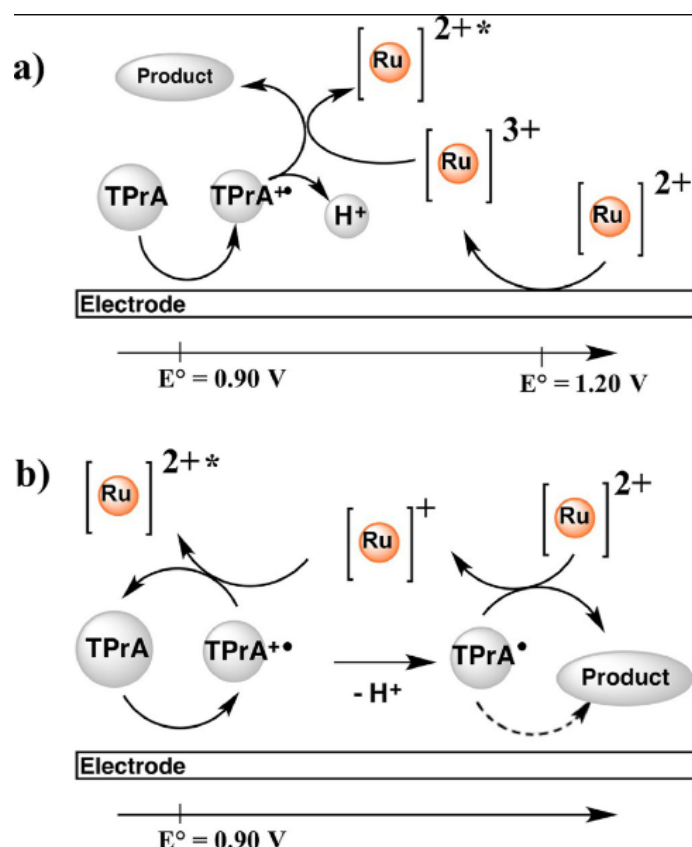 a)
[Ru]2+*
Product
[Ru]3+
TPrA
TPrA+•
H+
[Ru]2+
Electrode
E° = 0.90 V
E° = 1.20 V
b)
[Ru]2+*
[Ru]+
[Ru]2+
TPrA
TPrA+•
- H+
TPrA•
Product
Electrode
E° = 0.90 V